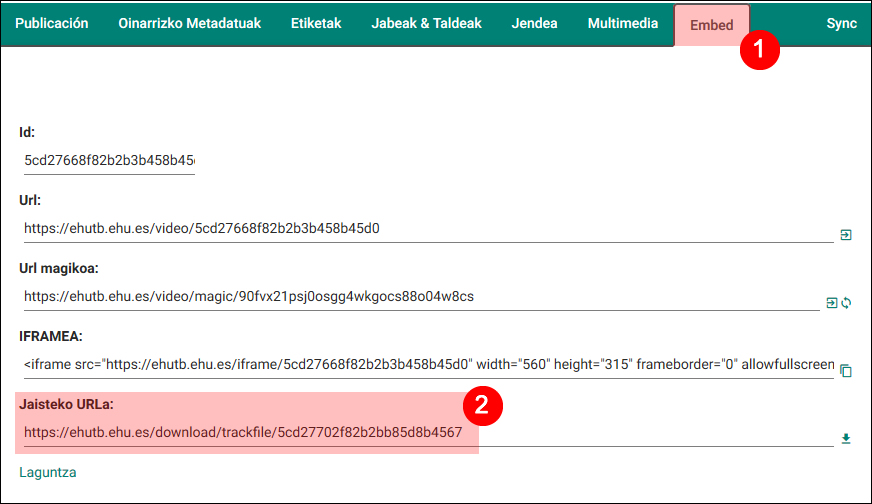 Publicación Oinarrizko Metadatuak Etiketak Jabeak & Taldeak Jendea Multimedia Embed Sync
1
Id:
5cd27668f82b2b3b458b45
Url:
https://ehutb.ehu.es/video/5cd27668f82b2b3b458b45d0
Url magikoa:
https://ehutb.ehu.es/video/magic/90fvx21psj0osgg4wkgocs88o04w8cs
IFRAMEA:
<iframe src="https://ehutb.ehu.es/iframe/5cd27668f82b2b3b458b45d0" width="560" height="315" frameborder="0" allowfullscreen
Jaisteko URLa:
2
https://ehutb.ehu.es/download/trackfile/5cd27702f82b2bb85d8b4567
Laguntza